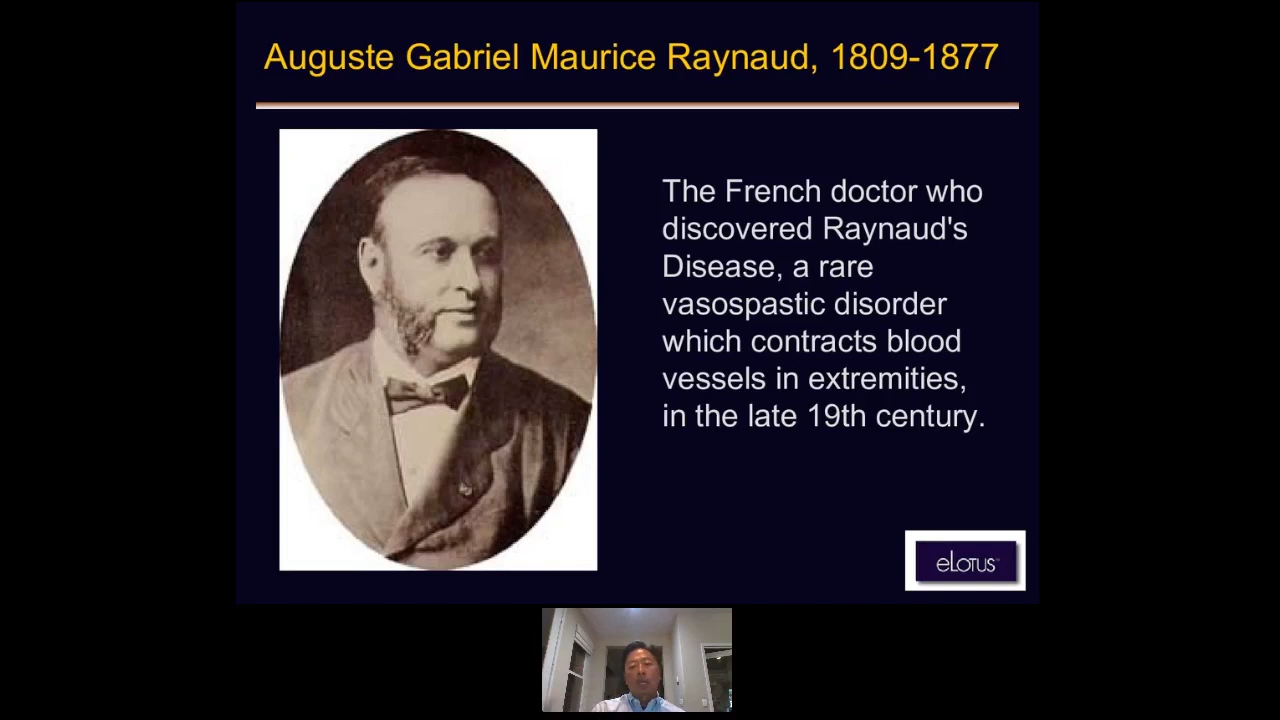 Auguste Gabriel Maurice Raynaud, 1809-1877
The French doctor who
discovered Raynaud's
Disease, a rare
vasospastic disorder
which contracts blood
vessels in extremities,
in the late 19th century.
eLOTUS